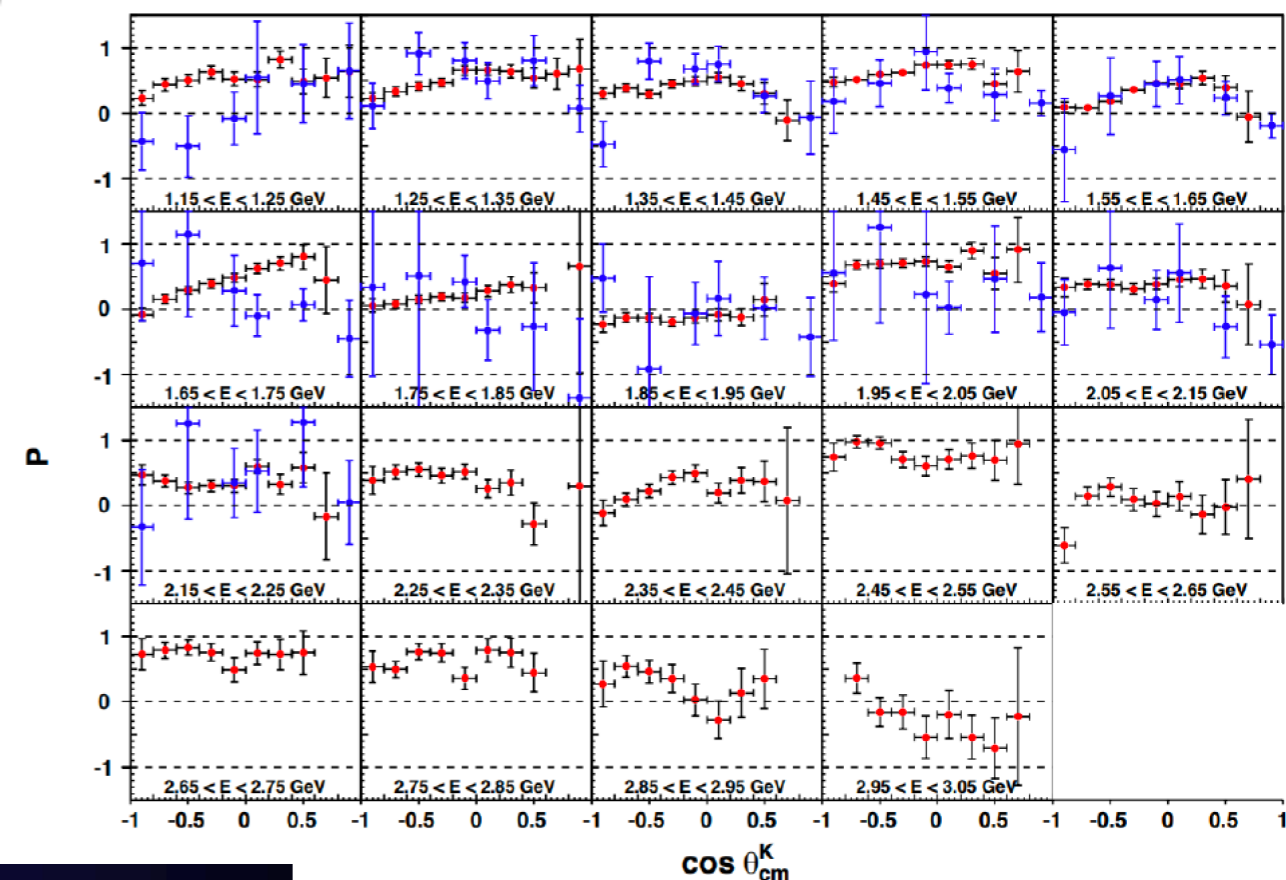 1
0
-1
1.15 < E < 1.25 GeV
1.25 < E < 1.35 GeV
1.35 < E < 1.45 GeV
1.45 < E < 1.55 GeV
1.55 < E < 1.65 GeV
1
0
-1
1.65 < E < 1.75 GeV
1.75 < E < 1.85 GeV
1.85 < E < 1.95 GeV
1.95 < E < 2.05 GeV
2.05 < E < 2.15 GeV
P
1
0
-1
2.15 < E < 2.25 GeV
2.25 < E < 2.35 GeV
2.35 < E < 2.45 GeV
2.45 < E < 2.55 GeV
2.55 < E < 2.65 GeV
1
0
-1
2.65 < E < 2.75 GeV
2.75 < E < 2.85 GeV
2.85 < E < 2.95 GeV
2.95 < E < 3.05 GeV
-1 -0.5 0 0.5 -1 -0.5 0 0.5 -1 -0.5 0 0.5 -1 -0.5 0 0.5 -1 -0.5 0 0.5 1
cos θ^K_cm